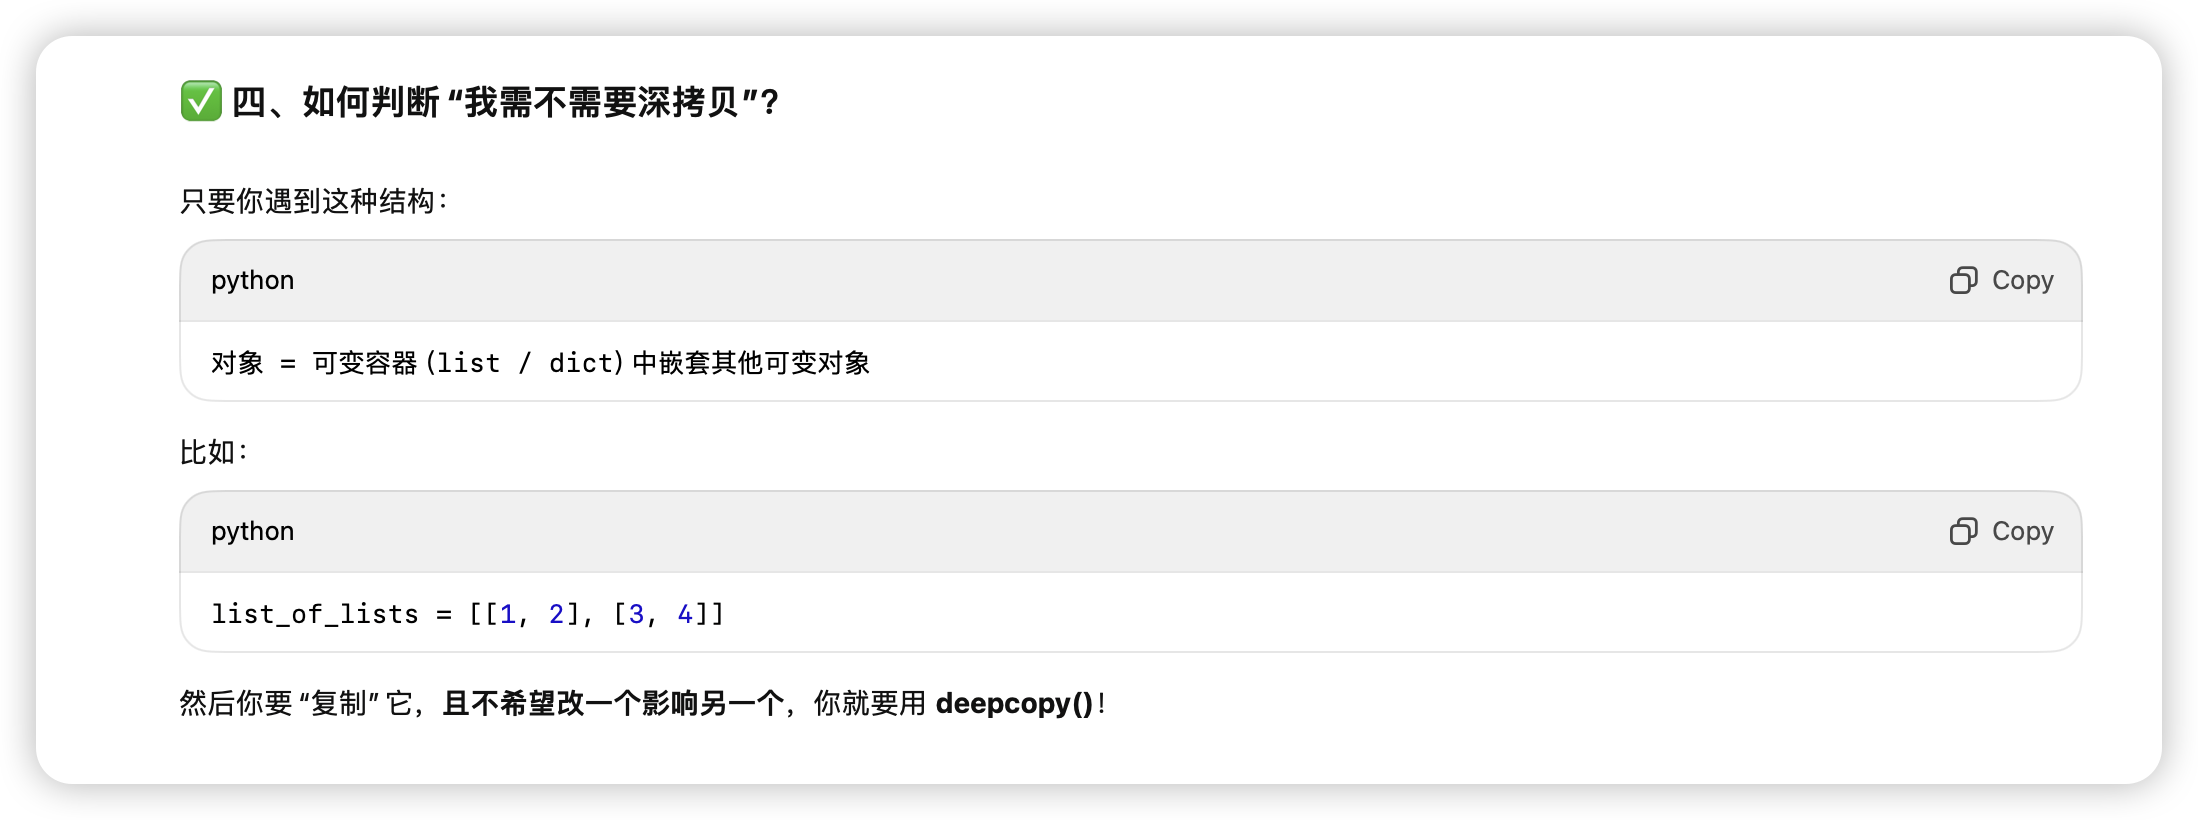 ✅ 四、如何判断“我需不需要深拷贝”？
只要你遇到这种结构：
python
Copy
对象 = 可变容器(list / dict)中嵌套其他可变对象
比如：
python
Copy
list_of_lists = [[1, 2], [3, 4]]
然后你要“复制”它，且不希望改一个影响另一个，你就要用 deepcopy()！